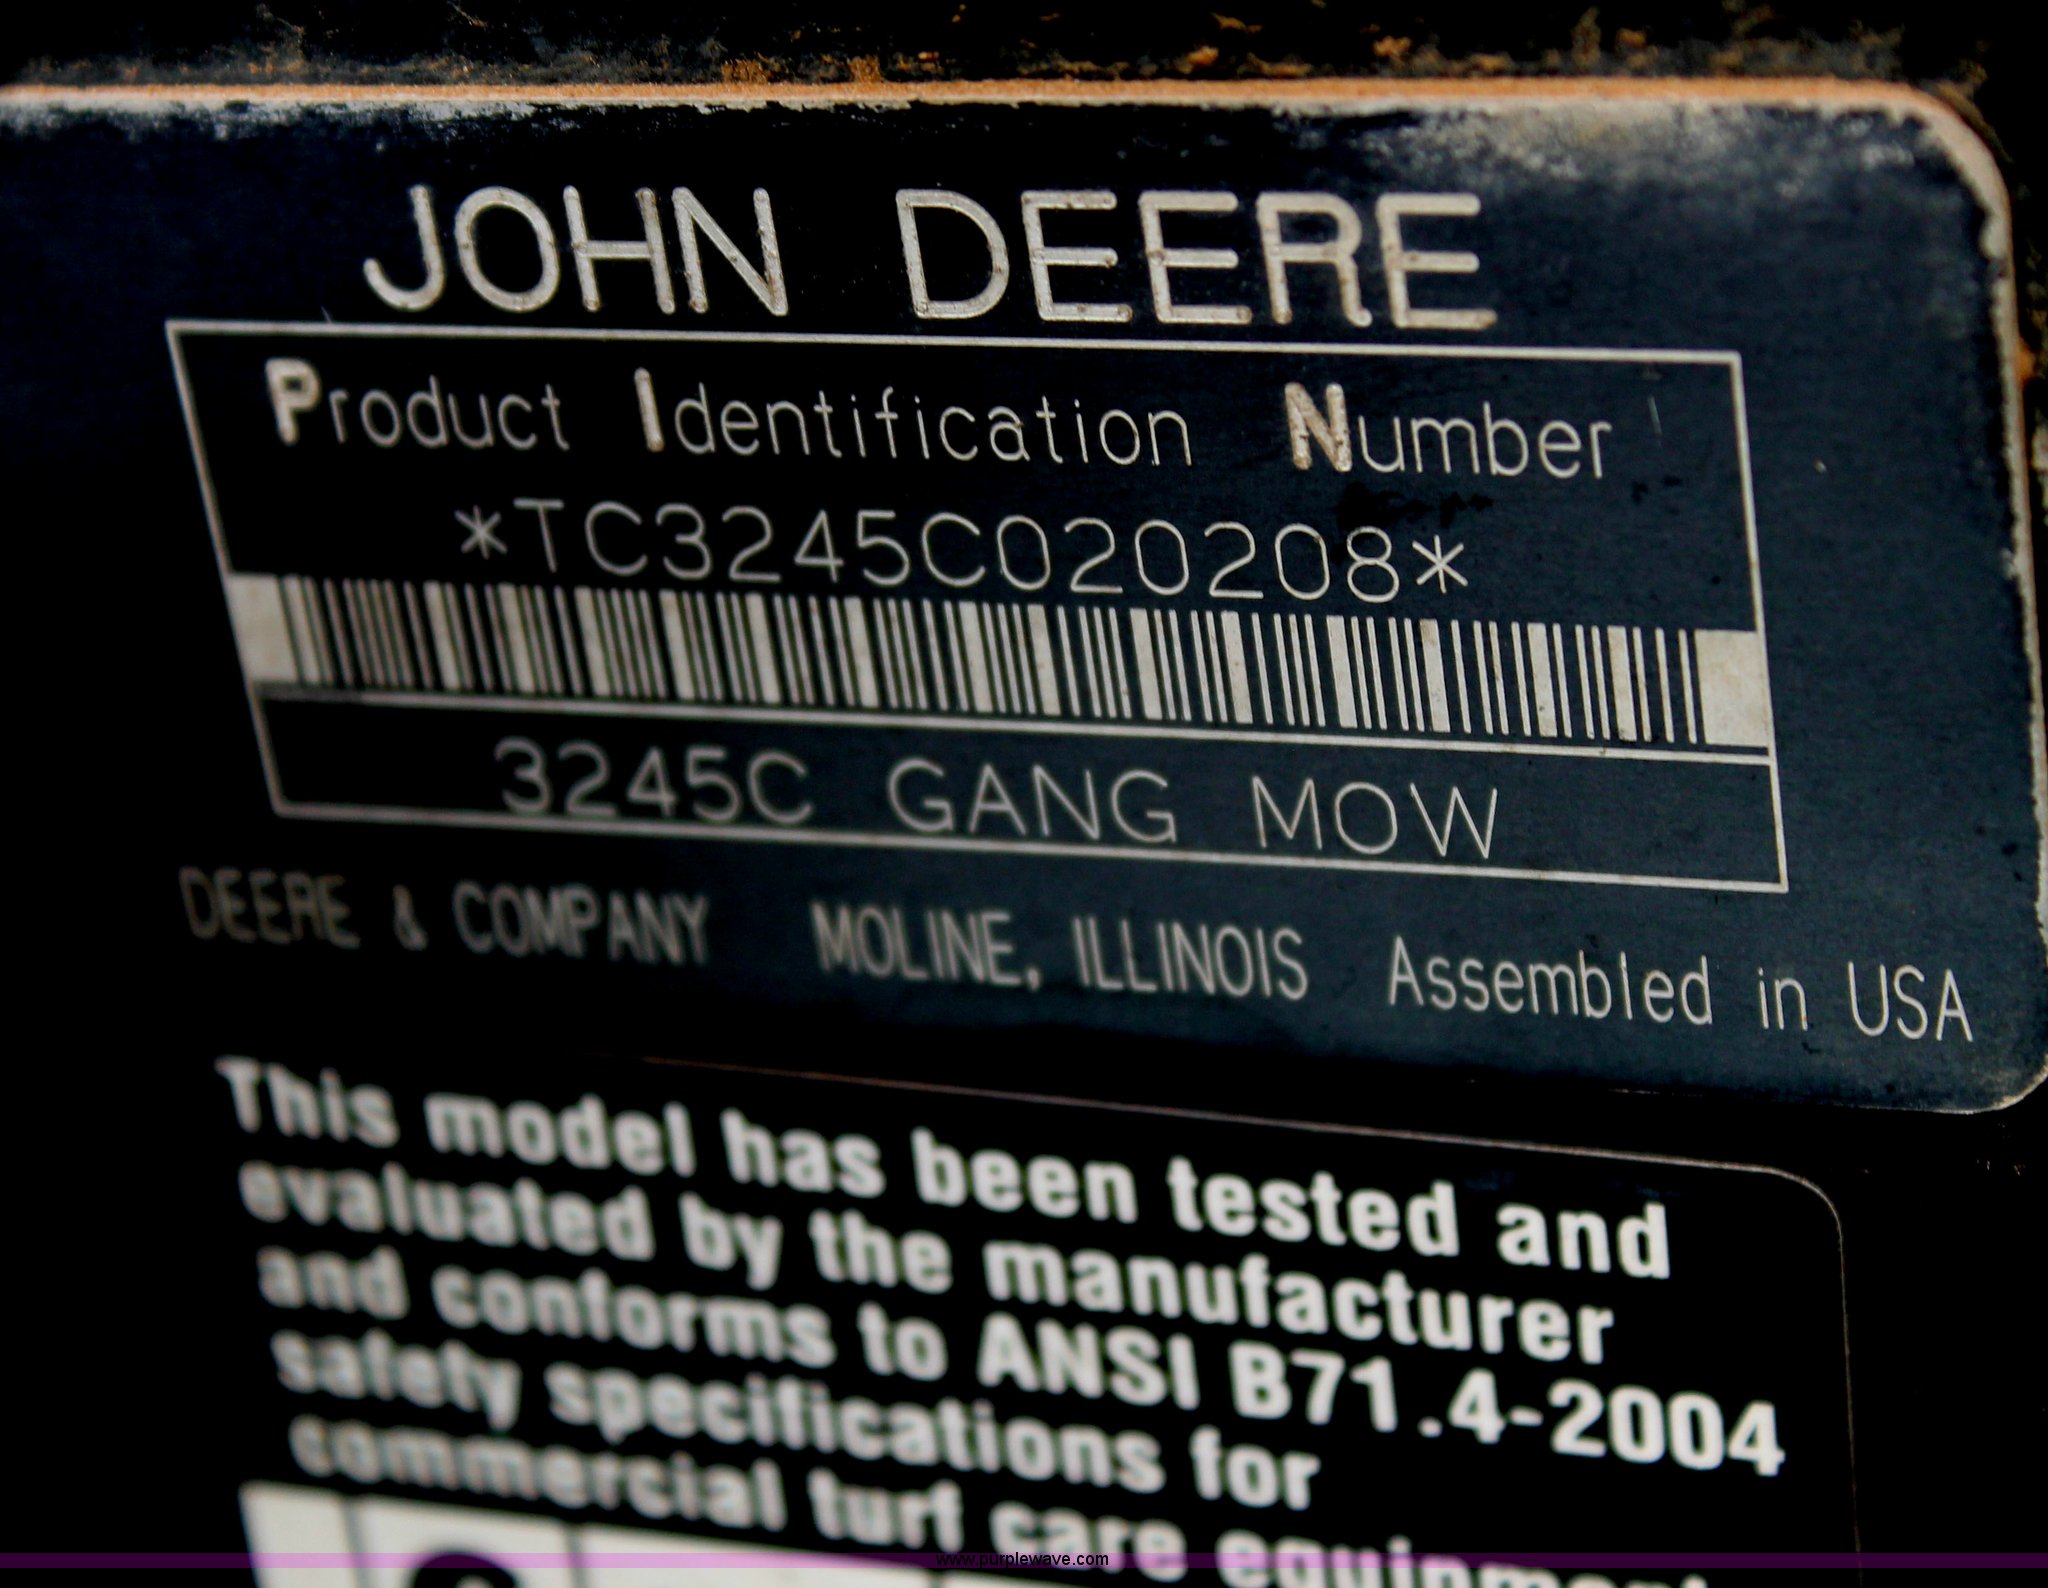 JOHN DEERE
Product Identification Number
*TC3245C020208*
3245C GANG MOW
DEERE & COMPANY MOLINE, ILLINOIS Assembled in USA
This model has been tested and
evaluated by the manufacturer
and conforms to ANSI B71.4-2004
safety specifications for
commercial turf care
www.purplewave.com